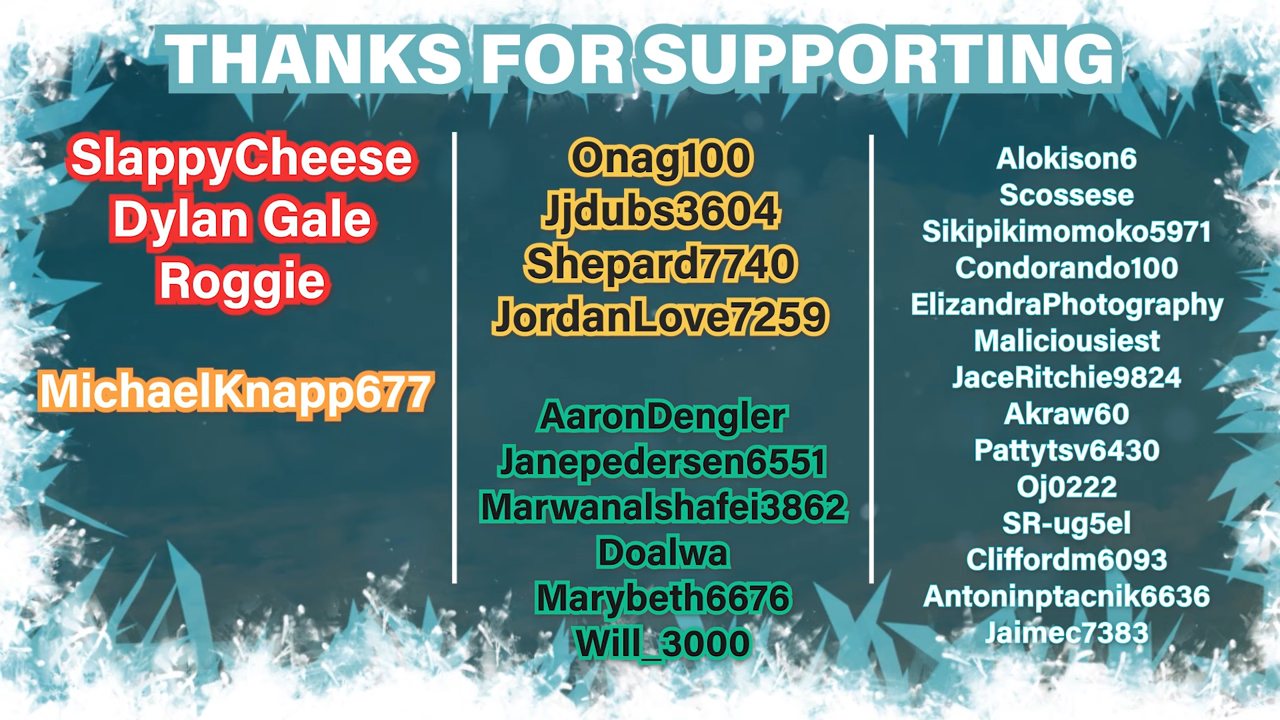 THANKS FOR SUPPORTING
SlappyCheese
Dylan Gale
Roggie
MichaelKnapp677
Onag100
Jjdubs3604
Shepard7740
JordanLove7259
AaronDengler
Janepedersen6551
Marwanalshafei3862
Doalwa
Marybeth6676
Will_3000
Alokison6
Scossese
Sikipikimomoko5971
Condorando100
ElizandraPhotography
Maliciousiest
JaceRitchie9824
Akraw60
Pattytsv6430
Oj0222
SR-ug5el
Cliffordm6093
Antoninptacnik6636
Jaimec7383